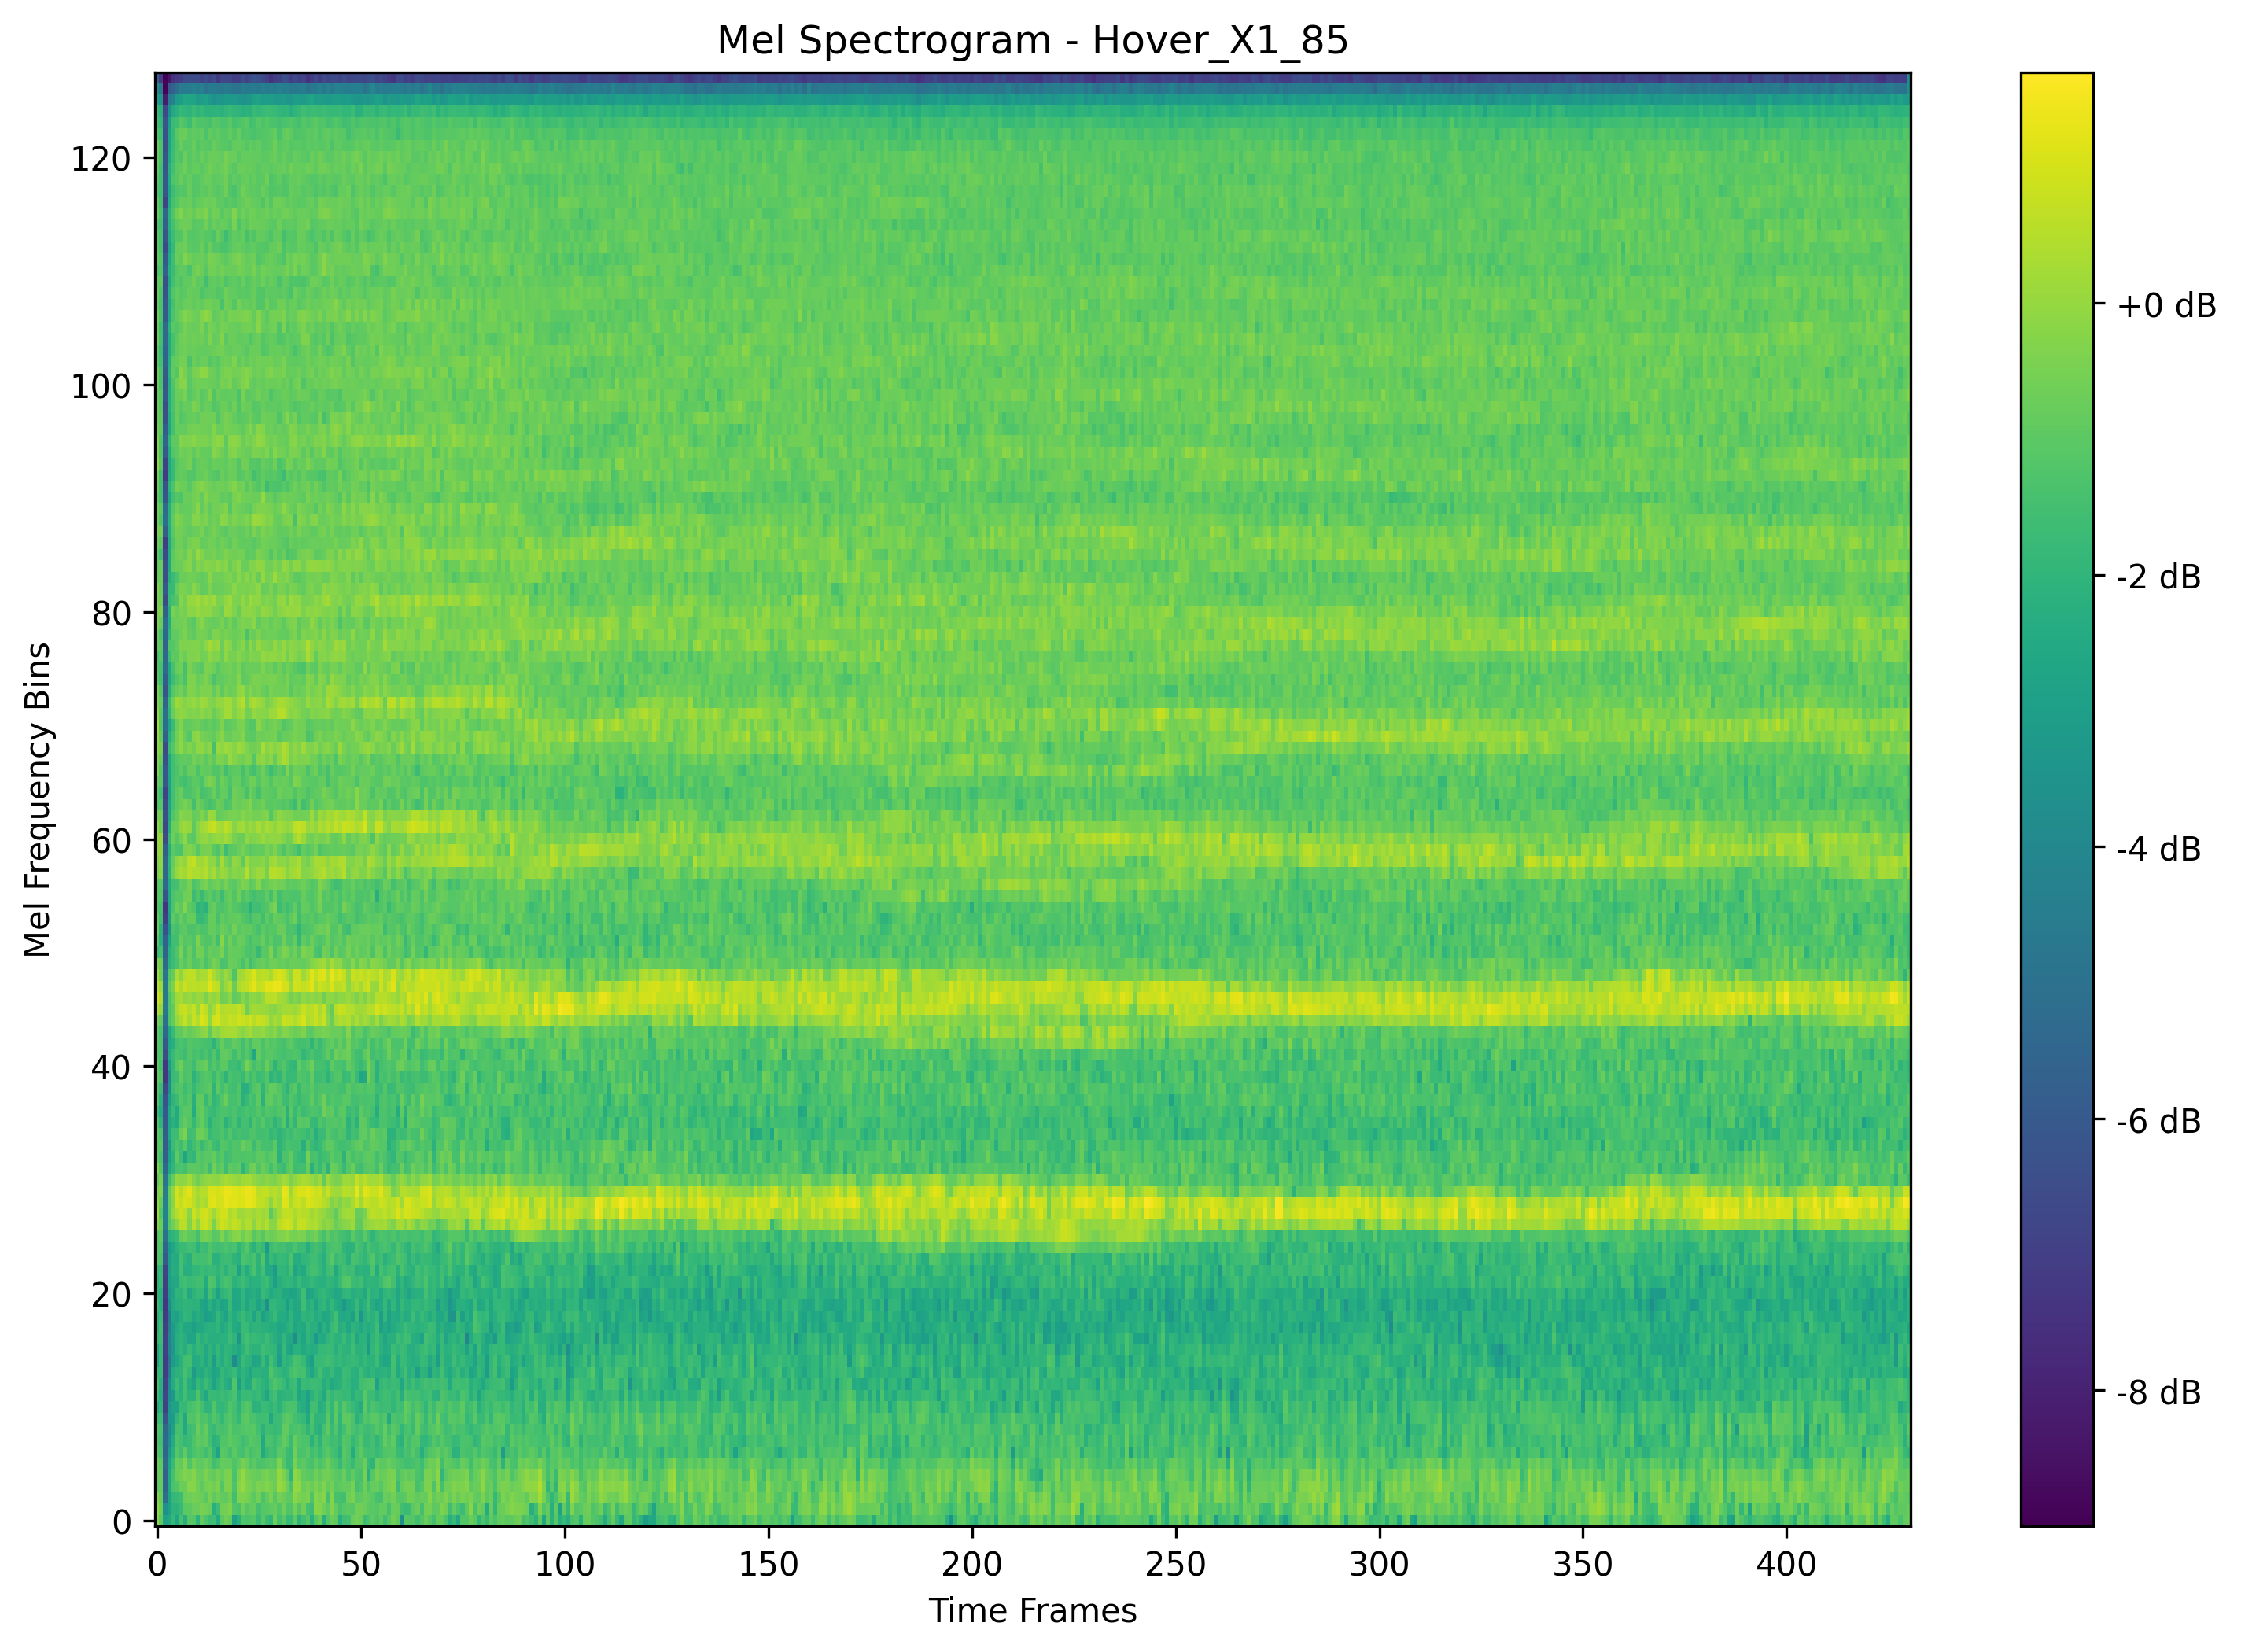 Mel Spectrogram - Hover_X1_85
Mel Frequency Bins
120
100
80
60
40
20
0
0 50 100 150 200 250 300 350 400
Time Frames
+0 dB
-2 dB
-4 dB
-6 dB
-8 dB